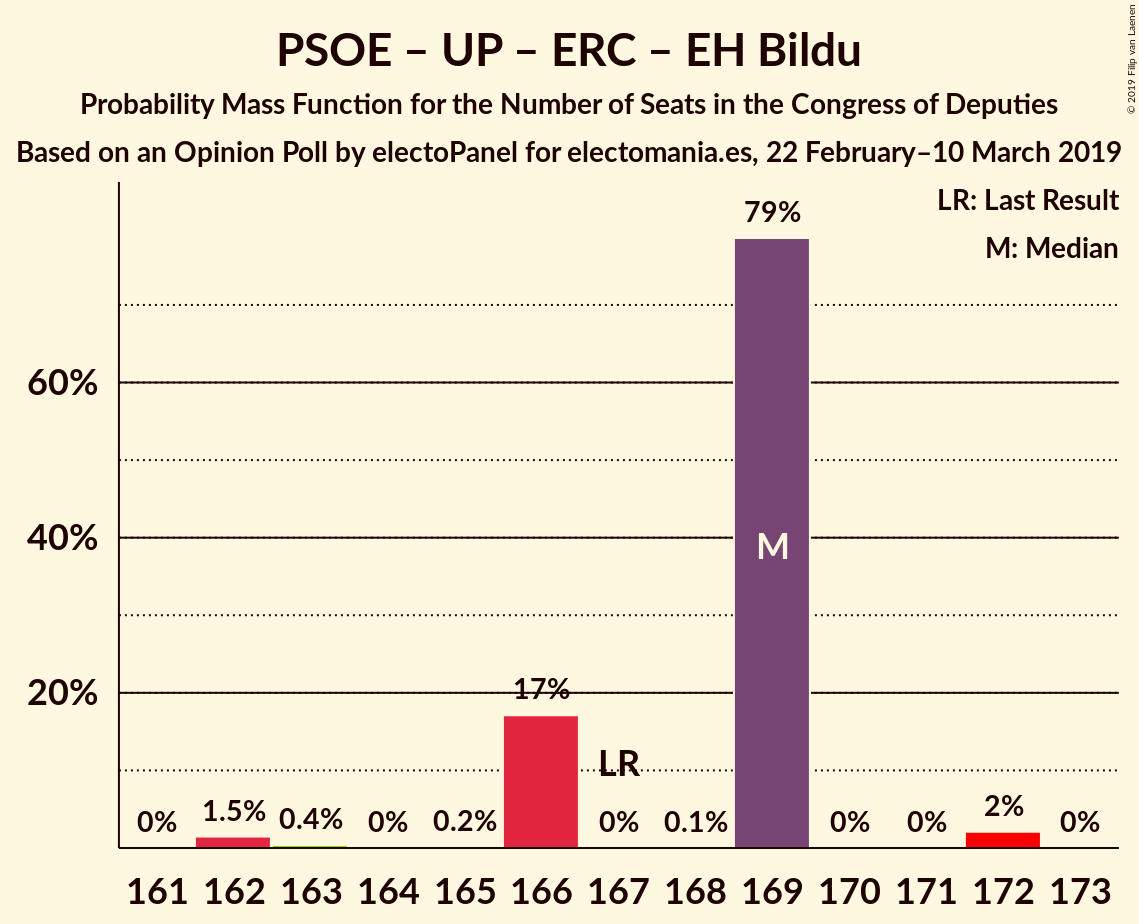 PSOE – UP – ERC – EH Bildu
Probability Mass Function for the Number of Seats in the Congress of Deputies
Based on an Opinion Poll by electoPanel for electomania.es, 22 February–10 March 2019
© 2019 Filip van Laenen
LR: Last Result
M: Median
79%
60%
40%
20%
M
17%
LR
0% 1.5% 0.4% 0% 0.2% 0% 0.1% 0% 0% 2% 0%
161 162 163 164 165 166 167 168 169 170 171 172 173